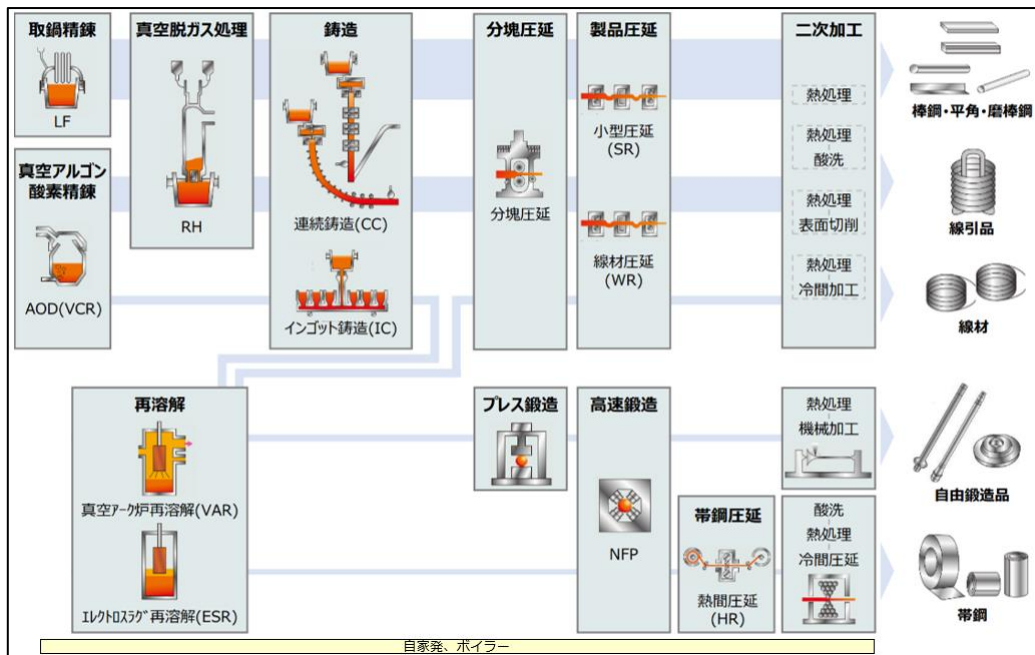 取鍋精錬
LF
真空アルゴン
酸素精錬
AOD(VCR)
真空脱ガス処理
RH
鋳造
連続鋳造(CC)
インゴット鋳造(IC)
分塊圧延
分塊圧延
製品圧延
小型圧延
(SR)
線材圧延
(WR)
二次加工
熱処理
熱処理
酸洗
熱処理
表面切削
熱処理
冷間加工
棒鋼・平角・磨棒鋼
線引品
線材
再溶解
真空ｱｰｸ炉再溶解(VAR)
ｴﾚｸﾄﾛｽﾗｸﾞ再溶解(ESR)
プレス鍛造
高速鍛造
NFP
帯鋼圧延
熱間圧延
(HR)
熱処理
機械加工
酸洗
熱処理
冷間圧延
自由鍛造品
帯鋼
自家発、ボイラー